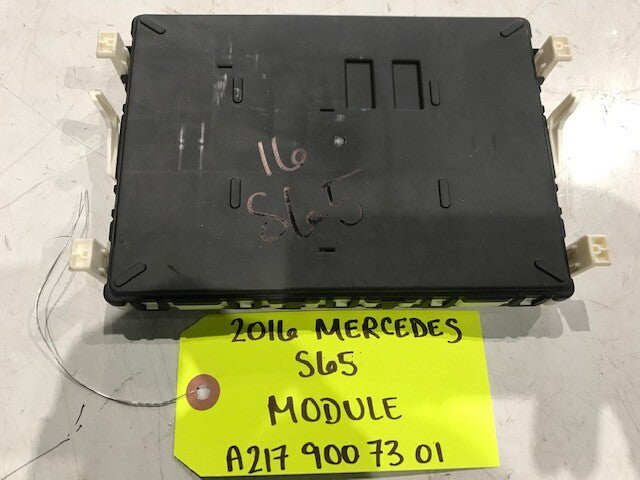 16
S65
2016 MERCEDES
S65
MODULE
A217 900 73 01